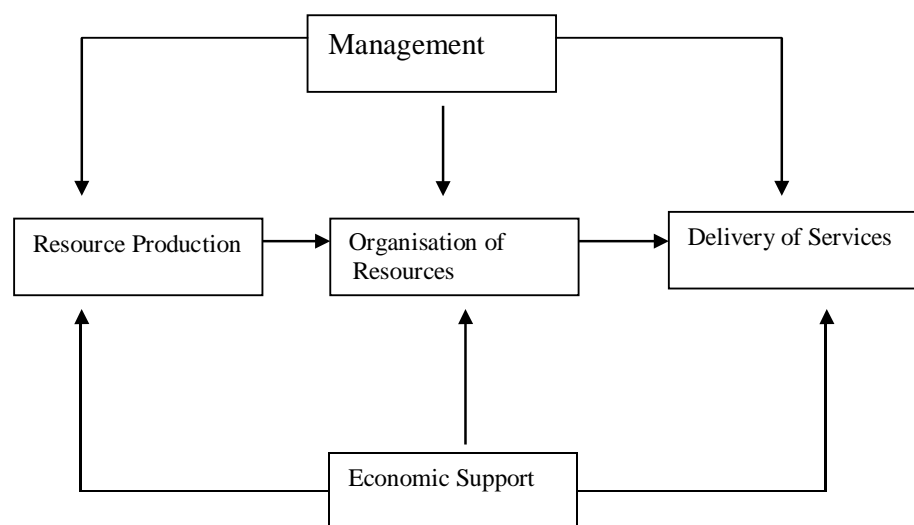 Management
Resource Production
Organisation of
Resources
Delivery of Services
Economic Support